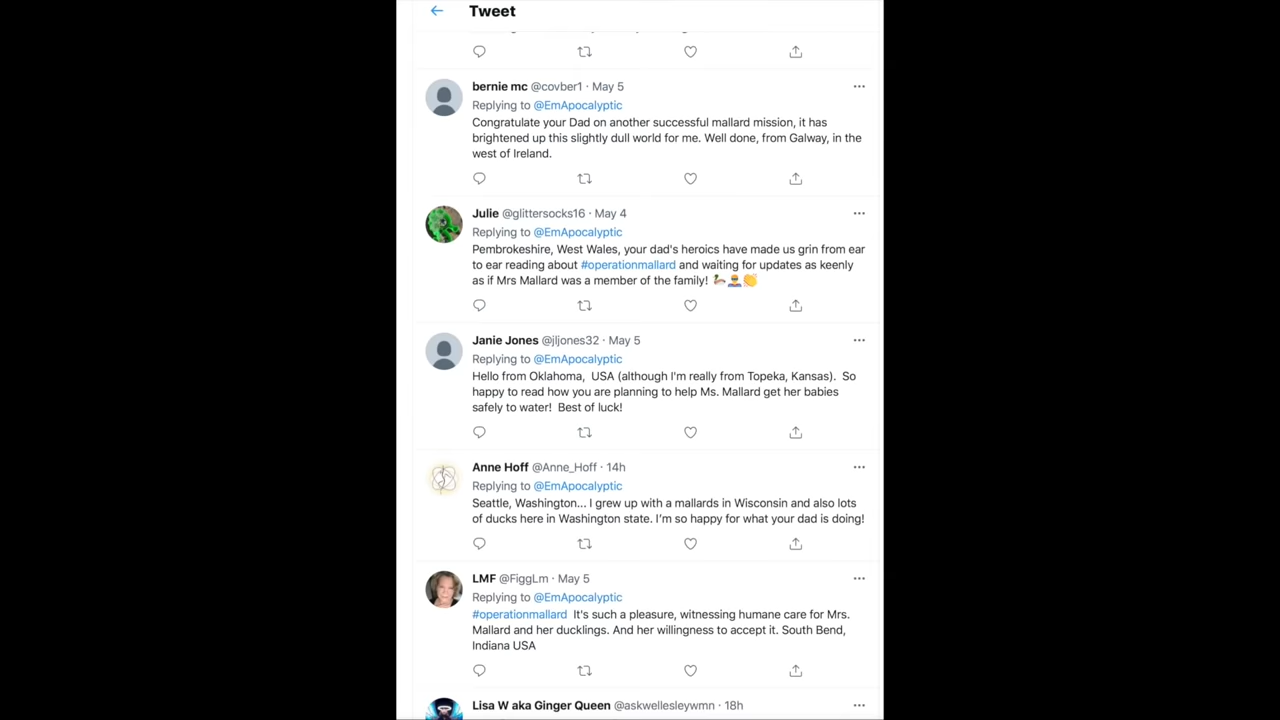 Tweet
bernie mc @covber1 · May 5
Replying to @EmApocalyptic
Congratulate your Dad on another successful mallard mission, it has
brightened up this slightly dull world for me. Well done, from Galway, in the
west of Ireland.
Julie @glittersocks16 · May 4
Replying to @EmApocalyptic
Pembrokeshire, West Wales, your dad's heroics have made us grin from ear
to ear reading about #operationmallard and waiting for updates as keenly
as if Mrs Mallard was a member of the family!
Janie Jones @jljones32 · May 5
Replying to @EmApocalyptic
Hello from Oklahoma,  USA (although I'm really from Topeka, Kansas).  So
happy to read how you are planning to help Ms. Mallard get her babies
safely to water!  Best of luck!
Anne Hoff @Anne_Hoff · 14h
Replying to @EmApocalyptic
Seattle, Washington... I grew up with a mallards in Wisconsin and also lots
of ducks here in Washington state. I'm so happy for what your dad is doing!
LMF @FiggLm · May 5
Replying to @EmApocalyptic
#operationmallard  It's such a pleasure, witnessing humane care for Mrs.
Mallard and her ducklings. And her willingness to accept it. South Bend,
Indiana USA
Lisa W aka Ginger Queen @askwellesleywmn · 18h